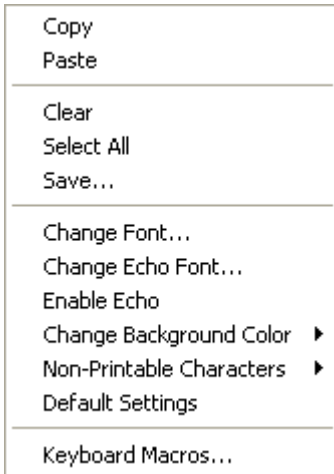 Copy
Paste
Clear
Select All
Save...
Change Font...
Change Echo Font...
Enable Echo
Change Background Color
Non-Printable Characters
Default Settings
Keyboard Macros...